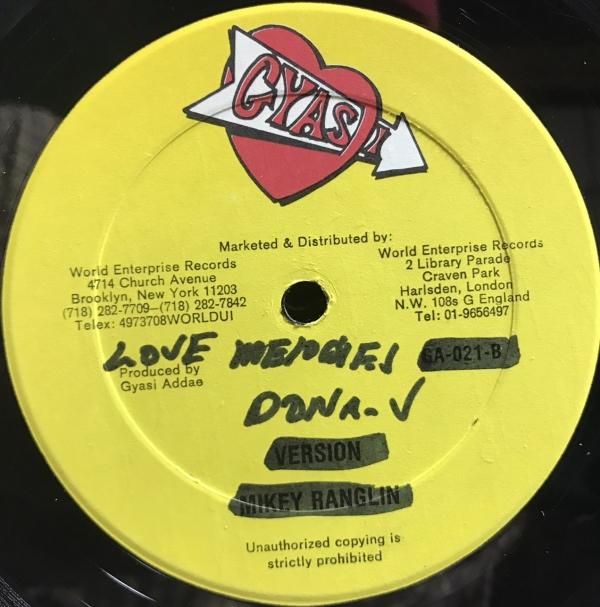 GYASI
Marketed & Distributed by:
World Enterprise Records
4714 Church Avenue
Brooklyn, New York 11203
(718) 282-7709—(718) 282-7842
Telex: 4973708WORLDUI
World Enterprise Records
2 Library Parade
Craven Park
Harlsden, London
N.W. 108s G England
Tel: 01-9656497
LOVE
GA-021-B
Produced by
Gyasi Addae
DONA-V
VERSION
MIKEY RANGLIN
Unauthorized copying is
strictly prohibited